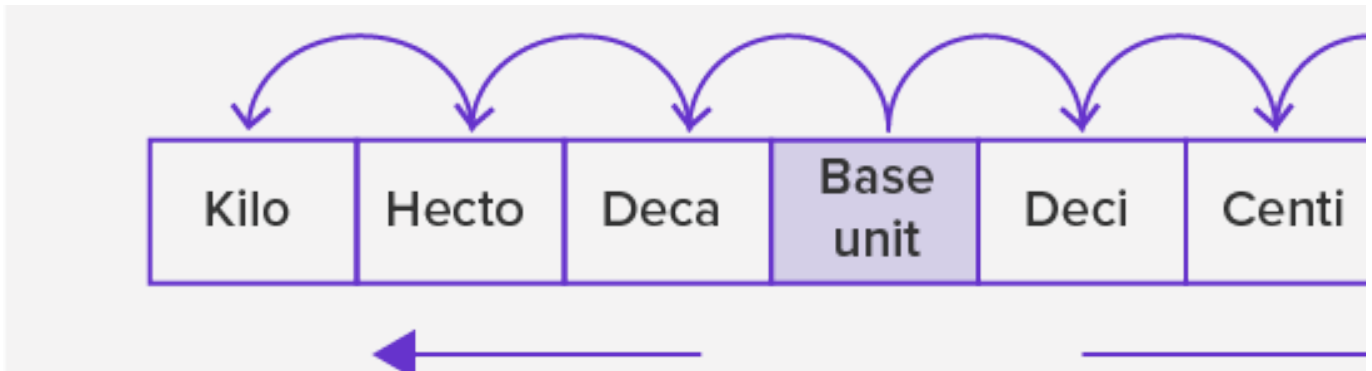 Kilo
Hecto
Deca
Base
unit
Deci
Centi